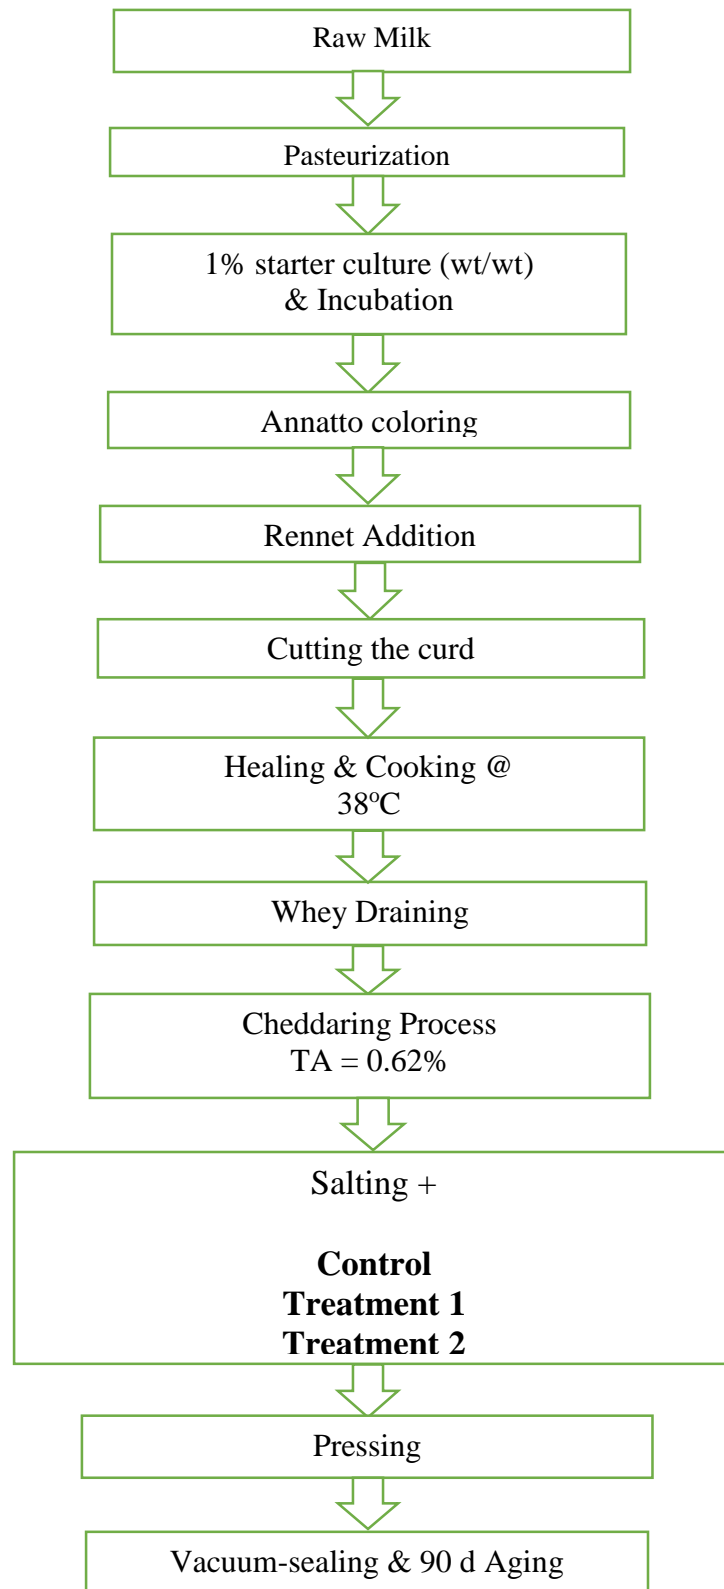 Raw Milk
Pasteurization
1% starter culture (wt/wt)
& Incubation
Annatto coloring
Rennet Addition
Cutting the curd
Healing & Cooking @
38ºC
Whey Draining
Cheddaring Process
TA = 0.62%
Salting +
Control
Treatment 1
Treatment 2
Pressing
Vacuum-sealing & 90 d Aging